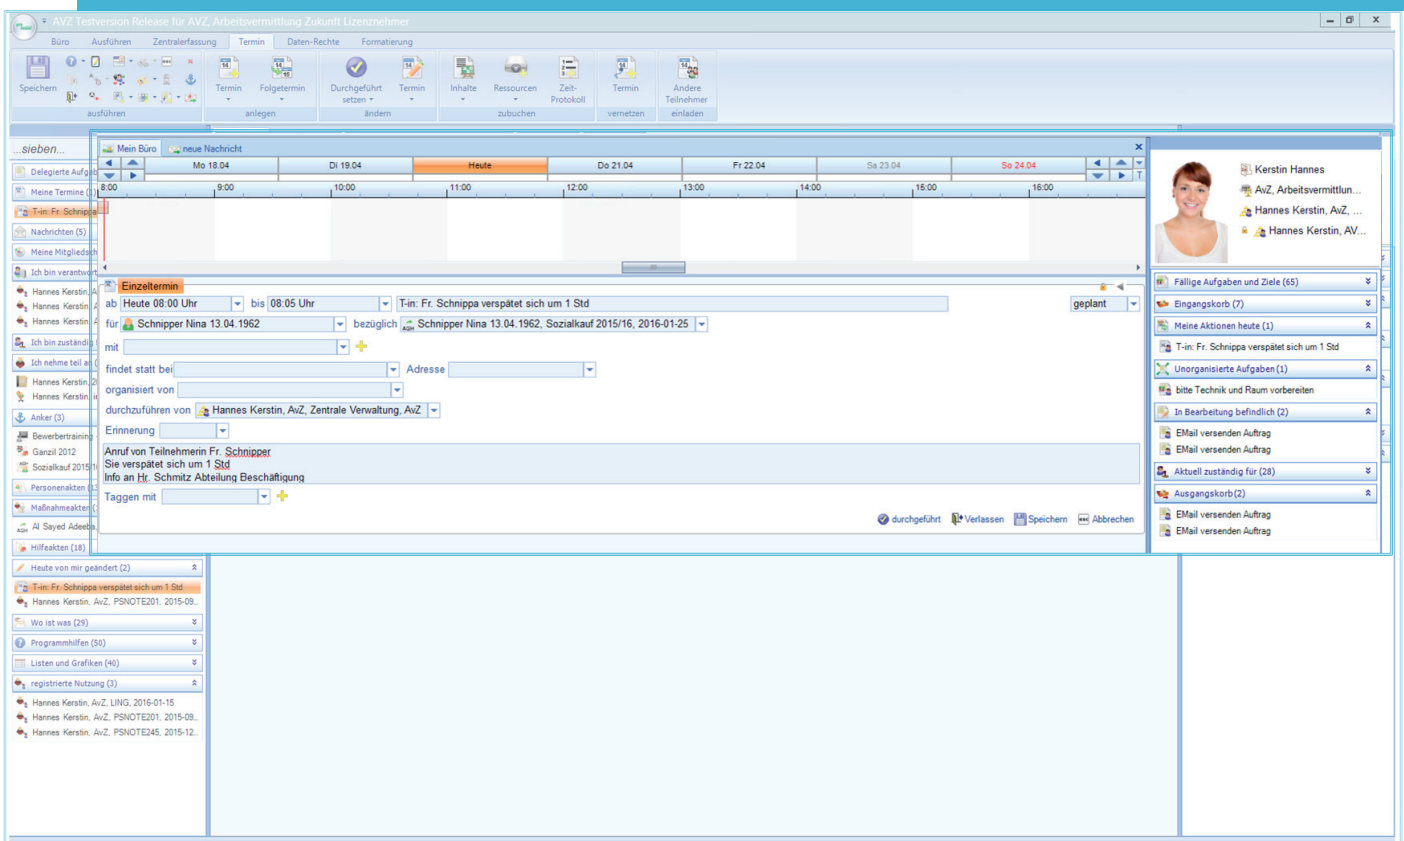 AVZ Testversion Release für AVZ, Arbeitsvermittlung Zukunft Lizenznehmer
Büro Ausführen Zentralerfassung Termin Daten-Rechte Formatierung
Speichern
Termin Folgetermin Durchgeführt setzen Termin Inhalte Ressourcen Zeit-Protokoll Termin Andere Teilnehmer
ausführen anlegen ändern zubuchen vernetzen einladen
...sieben...
Delegierte Aufgab
Meine Termine (1)
T-in: Fr. Schnippa
Nachrichten (5)
Meine Mitgliedsch
Ich bin verantwort
Hannes Kerstin, A
Hannes Kerstin, A
Hannes Kerstin, A
Ich bin zuständig
Ich nehme teil an (
Hannes Kerstin, 2
Hannes Kerstin, i
Anker (3)
Bewerbertraining
Ganzil 2012
Sozialkauf 2015/1
Personenakten (13
Maßnahmeakten (
Al Sayed Adeeba,
Hilfeakten (18)
Heute von mir geändert (2)
T-in: Fr. Schnippa verspätet sich um 1 Std
Hannes Kerstin, AvZ, PSNOTE201, 2015-09..
Wo ist was (29)
Programmhilfen (50)
Listen und Grafiken (40)
registrierte Nutzung (3)
Hannes Kerstin, AvZ, LING, 2016-01-15
Hannes Kerstin, AvZ, PSNOTE201, 2015-09..
Hannes Kerstin, AvZ, PSNOTE245, 2015-12..
Mein Büro neue Nachricht
Mo 18.04 Di 19.04 Heute Do 21.04 Fr 22.04 Sa 23.04 So 24.04 T
8:00 9:00 10:00 11:00 12:00 13:00 14:00 15:00 16:00
Einzeltermin
ab Heute 08:00 Uhr bis 08:05 Uhr T-in: Fr. Schnippa verspätet sich um 1 Std geplant
für Schnipper Nina 13.04.1962 bezüglich Schnipper Nina 13.04.1962, Sozialkauf 2015/16, 2016-01-25
mit
findet statt bei Adresse
organisiert von
durchzuführen von Hannes Kerstin, AvZ, Zentrale Verwaltung, AvZ
Erinnerung
Anruf von Teilnehmerin Fr. Schnipper
Sie verspätet sich um 1 Std
Info an Hr. Schmitz Abteilung Beschäftigung
Taggen mit
durchgeführt Verlassen Speichern Abbrechen
Kerstin Hannes
AvZ, Arbeitsvermittlun...
Hannes Kerstin, AvZ, ...
Hannes Kerstin, AV...
Fällige Aufgaben und Ziele (65)
Eingangskorb (7)
Meine Aktionen heute (1)
T-in: Fr. Schnippa verspätet sich um 1 Std
Unorganisierte Aufgaben (1)
bitte Technik und Raum vorbereiten
In Bearbeitung befindlich (2)
EMail versenden Auftrag
EMail versenden Auftrag
Aktuell zuständig für (28)
Ausgangskorb(2)
EMail versenden Auftrag
EMail versenden Auftrag